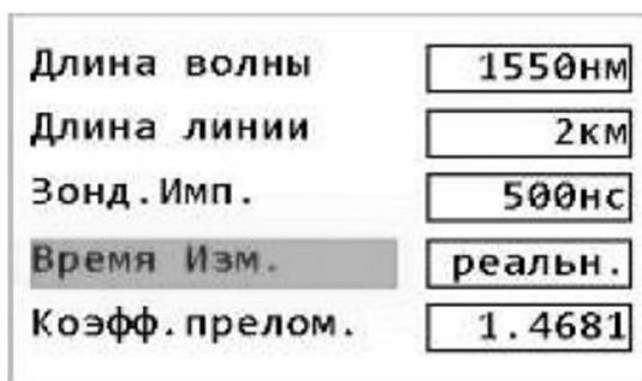 Длина волны 1550нм
Длина линии 2км
Зонд.Имп. 500нс
Время Изм. реальн.
Коэфф.прелом. 1.4681